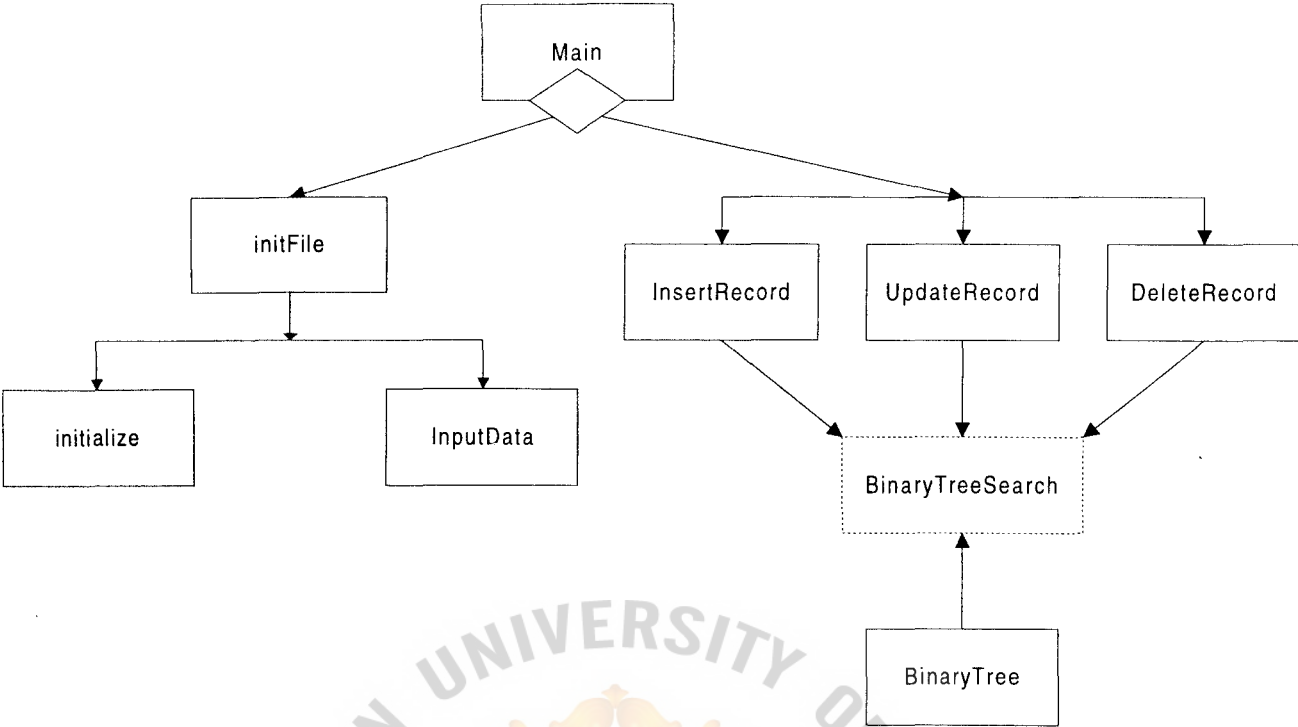 Main
initFile
InsertRecord
UpdateRecord
DeleteRecord
initialize
InputData
BinaryTreeSearch
BinaryTree
UNIVERSITY